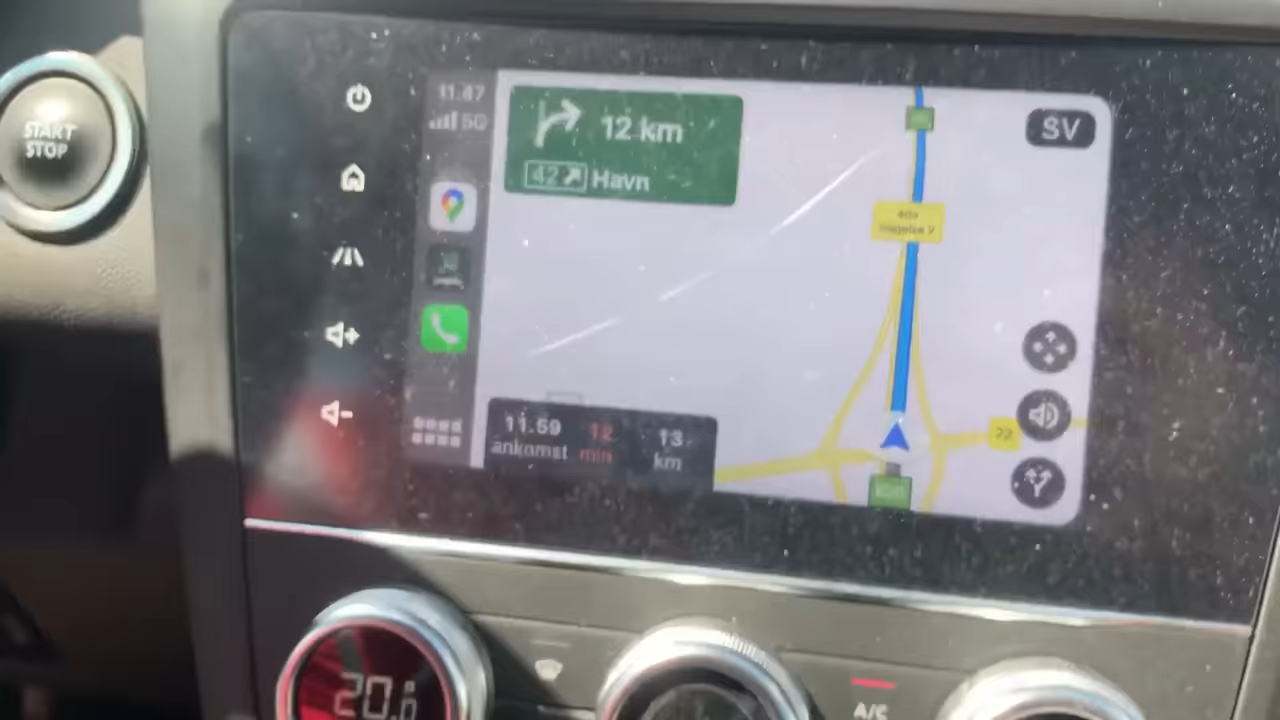 START
STOP
11.47
5G
12 km
42 Havn
SV
22
11.59 12 13
ankomst min km
20.
A/C